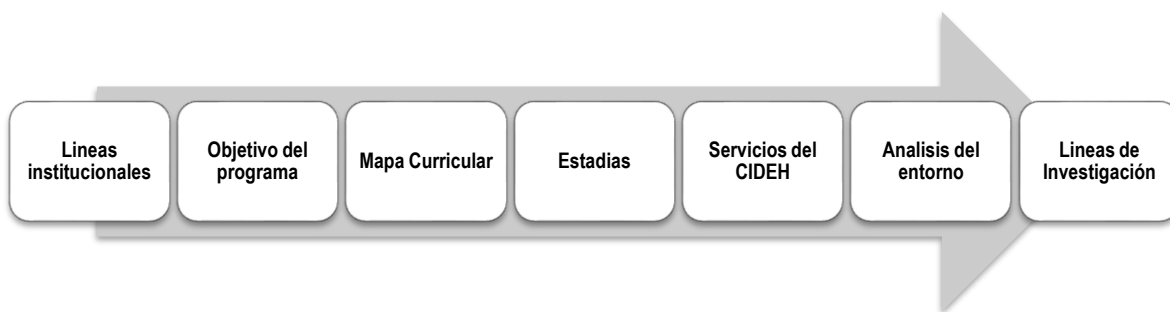 Lineas
institucionales
Objetivo del
programa
Mapa Curricular
Estadias
Servicios del
CIDEH
Analisis del
entorno
Lineas de
Investigación